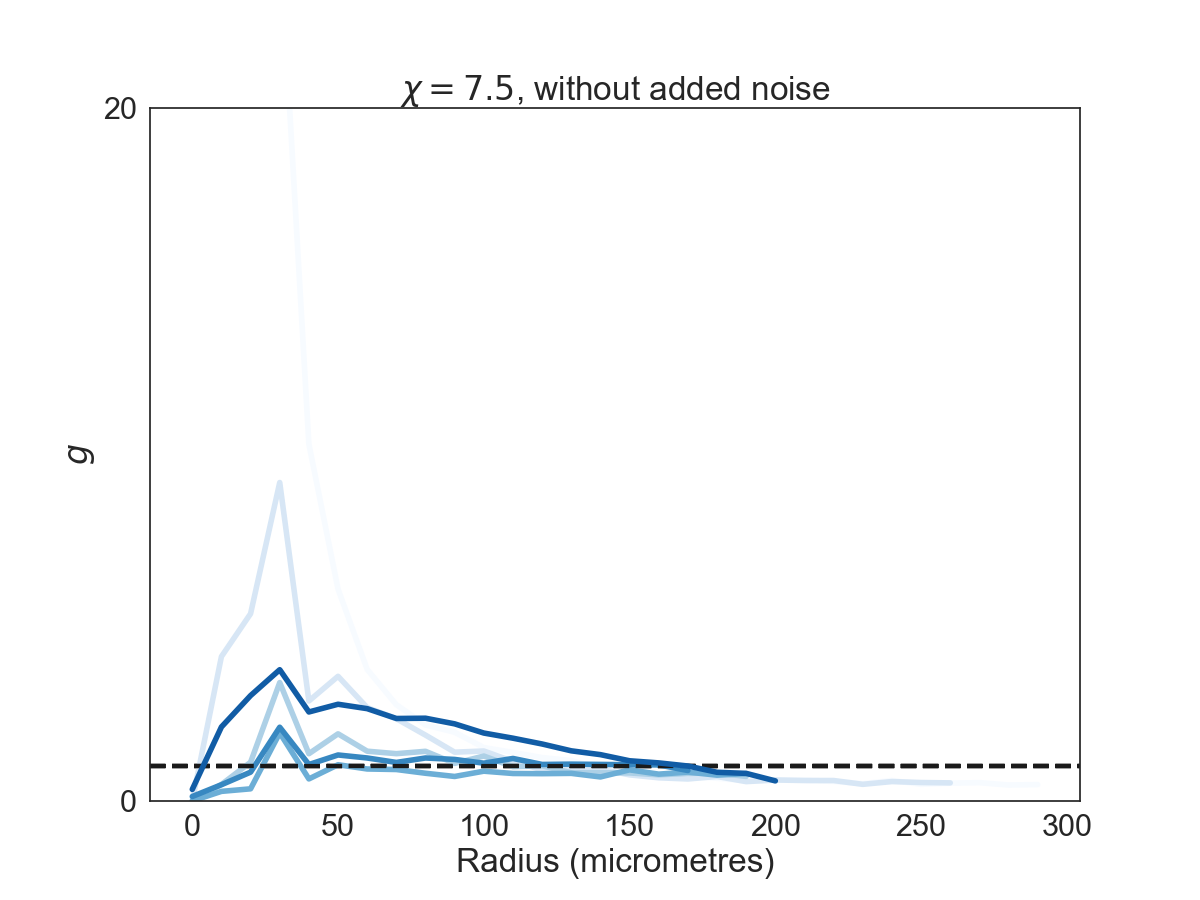 χ = 7.5, without added noise
20
g
0
0 50 100 150 200 250 300
Radius (micrometres)